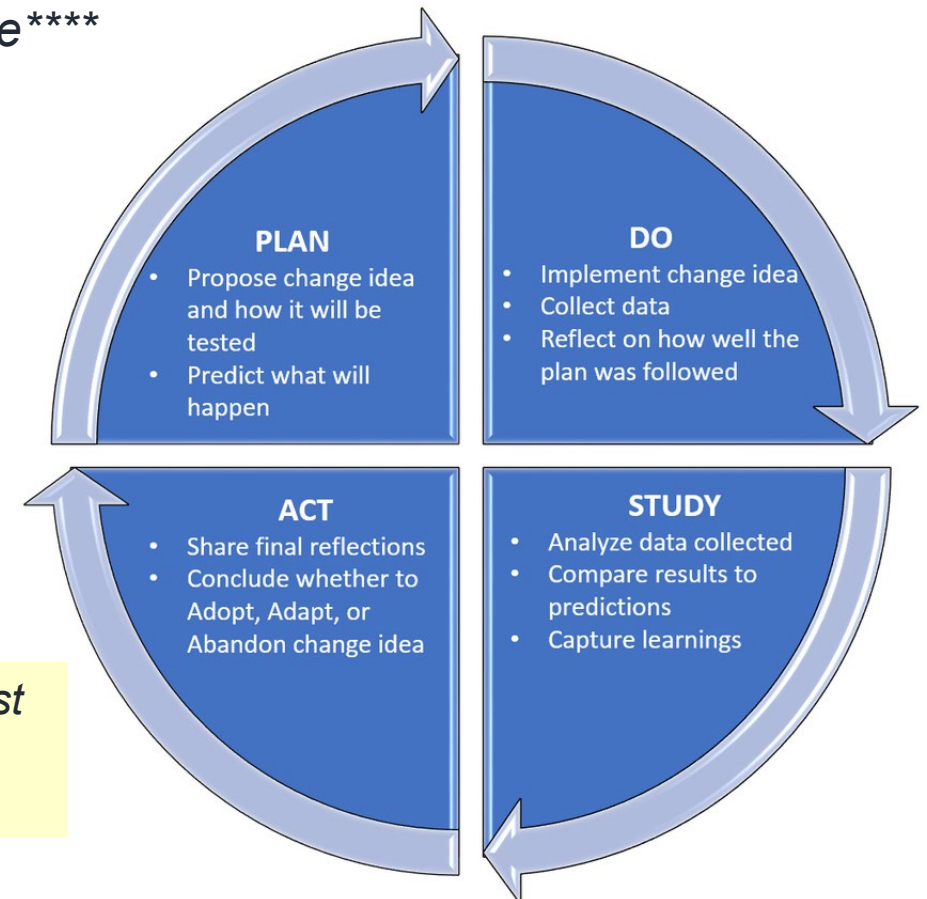 e****
PLAN
• Propose change idea
and how it will be
tested
• Predict what will
happen
DO
• Implement change idea
• Collect data
• Reflect on how well the
plan was followed
STUDY
• Analyze data collected
• Compare results to
predictions
• Capture learnings
ACT
• Share final reflections
• Conclude whether to
Adopt, Adapt, or
Abandon change idea
st